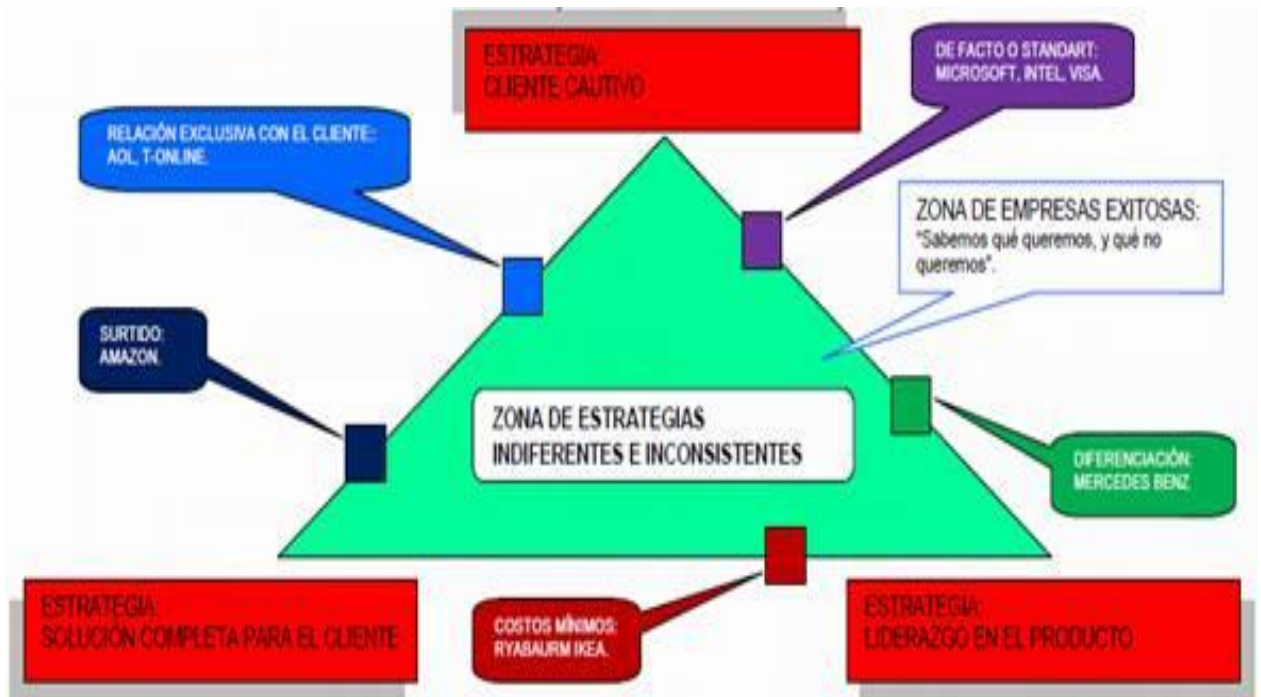 ESTRATEGIA:
CLIENTE CAUTIVO
DE FACTO O STANDART:
MICROSOFT, INTEL, VISA.
RELACIÓN EXCLUSIVA CON EL CLIENTE:
AOL, T-ONLINE.
ZONA DE EMPRESAS EXITOSAS:
"Sabemos qué queremos, y qué no
queremos".
SURTIDO:
AMAZON.
ZONA DE ESTRATEGIAS
INDIFERENTES E INCONSISTENTES
DIFERENCIACIÓN:
MERCEDES BENZ
ESTRATEGIA:
SOLUCIÓN COMPLETA PARA EL CLIENTE
COSTOS MÍNIMOS:
RYABAURM IKEA.
ESTRATEGIA:
LIDERAZGO EN EL PRODUCTO